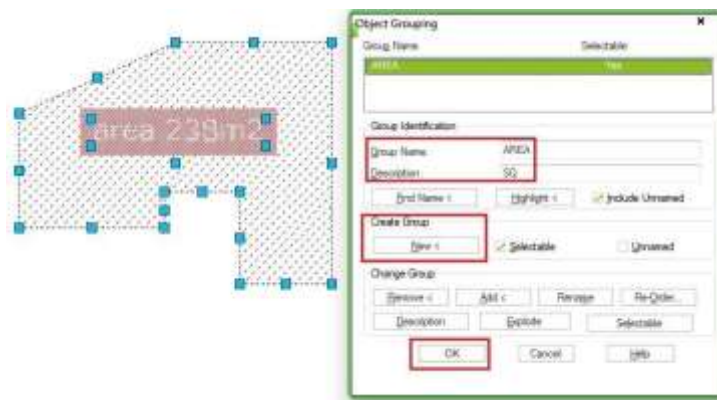 area 239m2
Object Grouping
Group Name Selectable
AREA Yes
Group Identification
Group Name: AREA
Description: SQ
Find Name < Highlight < Include Unnamed
Create Group
New < Selectable Unnamed
Change Group
Remove < Add < Rename Re-Order...
Description Explode Selectable
OK Cancel Help